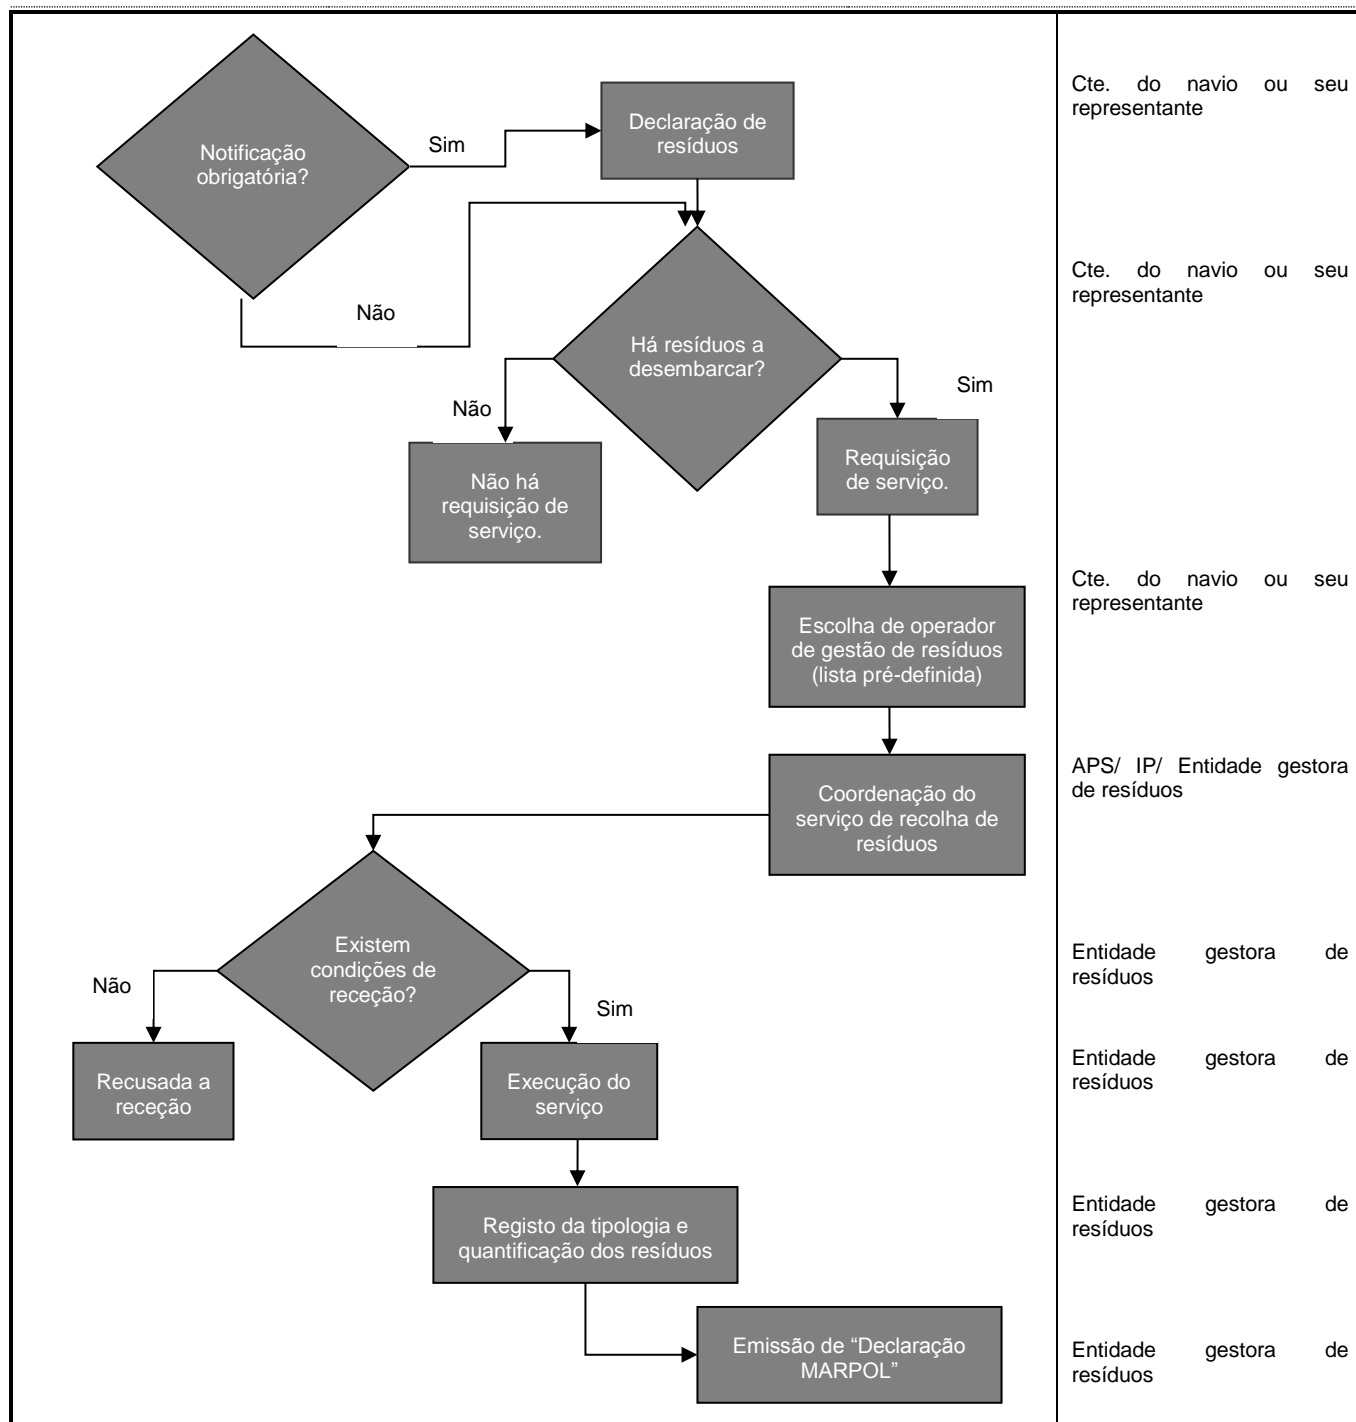 Cte. do navio ou seu
representante
Declaração de
resíduos
Sim
Notificação
obrigatória?
Cte. do navio ou seu
representante
Não
Há resíduos a
desembarcar?
Sim
Não
Requisição
de serviço.
Não há
requisição de
serviço.
Cte. do navio ou seu
representante
Escolha de operador
de gestão de resíduos
(lista pré-definida)
APS/ IP/ Entidade gestora
de resíduos
Coordenação do
serviço de recolha de
resíduos
Existem
condições de
receção?
Entidade gestora de
resíduos
Não
Sim
Recusada a
receção
Execução do
serviço
Entidade gestora de
resíduos
Registo da tipologia e
quantificação dos resíduos
Entidade gestora de
resíduos
Emissão de “Declaração
MARPOL”
Entidade gestora de
resíduos